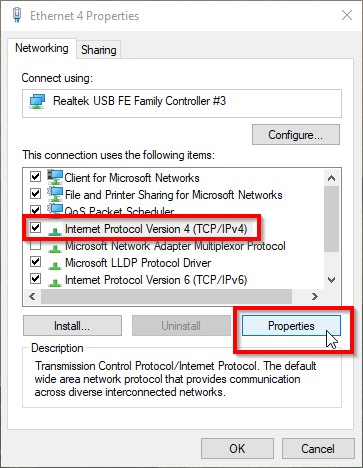 Ethernet 4 Properties
Networking
Sharing
Connect using:
Realtek USB FE Family Controller #3
Configure...
This connection uses the following items:
Client for Microsoft Networks
File and Printer Sharing for Microsoft Networks
QoS Packet Scheduler
Internet Protocol Version 4 (TCP/IPv4)
Microsoft Network Adapter Multiplexor Protocol
Microsoft LLDP Protocol Driver
Internet Protocol Version 6 (TCP/IPv6)
Install...
Uninstall
Properties
Description
Transmission Control Protocol/Internet Protocol. The default
wide area network protocol that provides communication
across diverse interconnected networks.
OK
Cancel